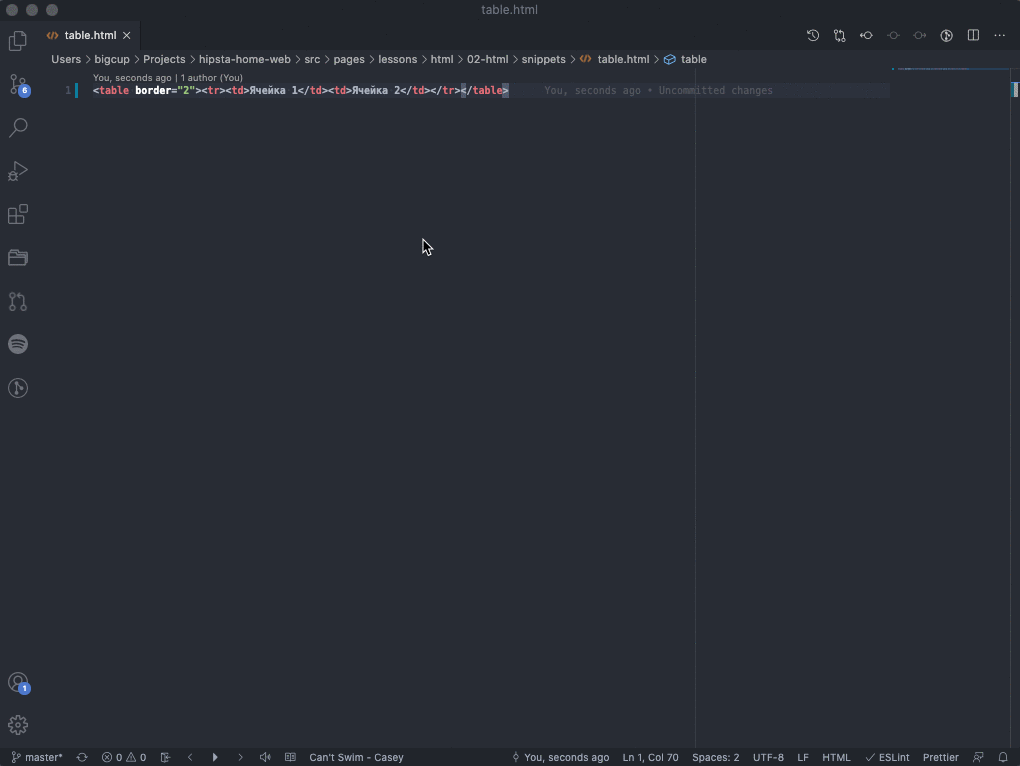 table.html
table.html
Users > bigcup > Projects > hipsta-home-web > src > pages > lessons > html > 02-html > snippets > table.html > table
You, seconds ago | 1 author (You)
1 <table border="2"><tr><td>Ячейка 1</td><td>Ячейка 2</td></tr></table> You, seconds ago • Uncommitted changes
6
1
master* 0 0 Can't Swim - Casey You, seconds ago Ln 1, Col 70 Spaces: 2 UTF-8 LF HTML ESLint Prettier